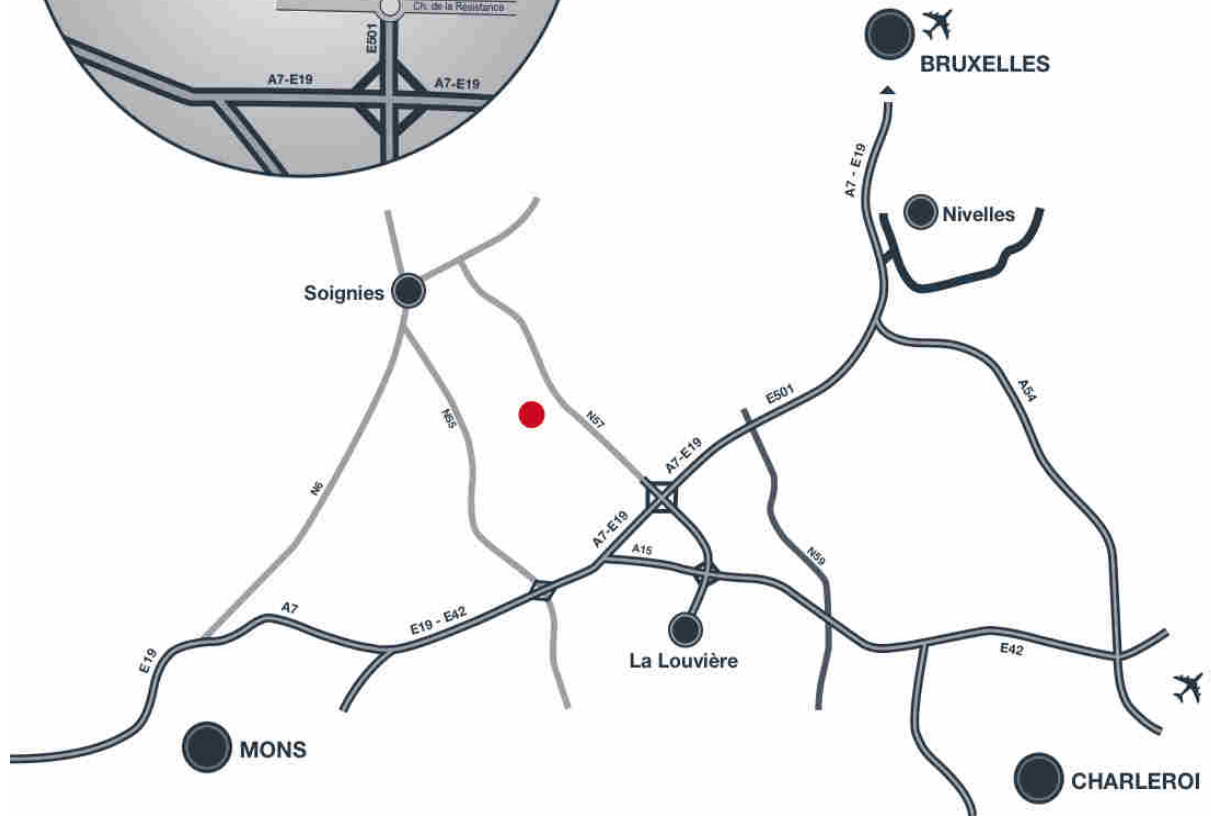 Ch. de la Résistance
E501
A7-E19
A7-E19
BRUXELLES
A7 - E19
Nivelles
Soignies
A54
E501
N55
N57
A7-E19
N6
A7-E19
A15
N59
A7
E19 - E42
E19
La Louvière
E42
MONS
CHARLEROI